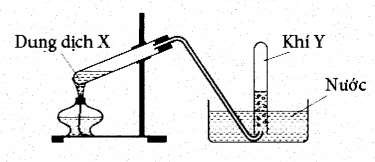 Dung dịch X
Khí Y
Nước